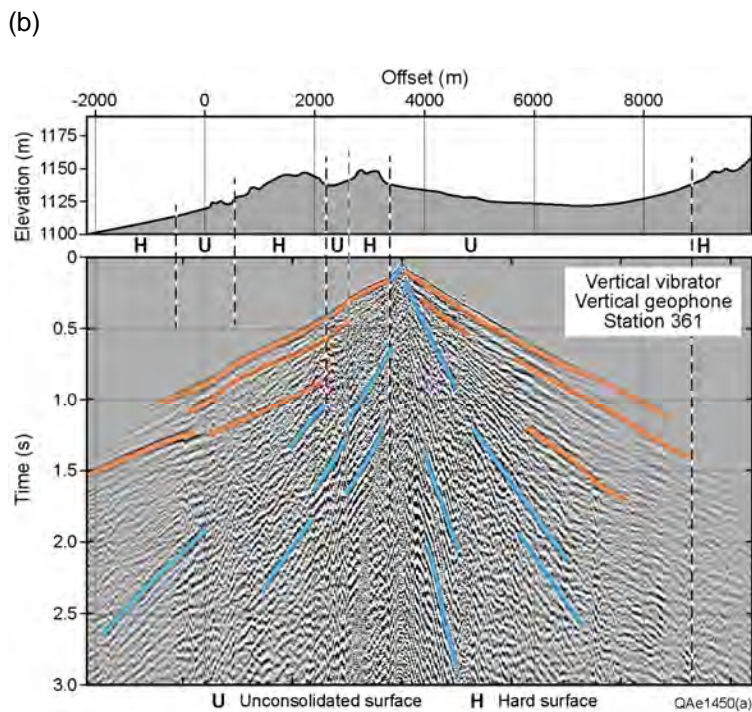 (b)
Offset (m)
-2000 0 2000 4000 6000 8000
Elevation (m)
1175
1150
1125
1100
H U H U H U H
Time (s)
0
0.5
1.0
1.5
2.0
2.5
3.0
Vertical vibrator
Vertical geophone
Station 361
U Unconsolidated surface H Hard surface QAe1450(a)